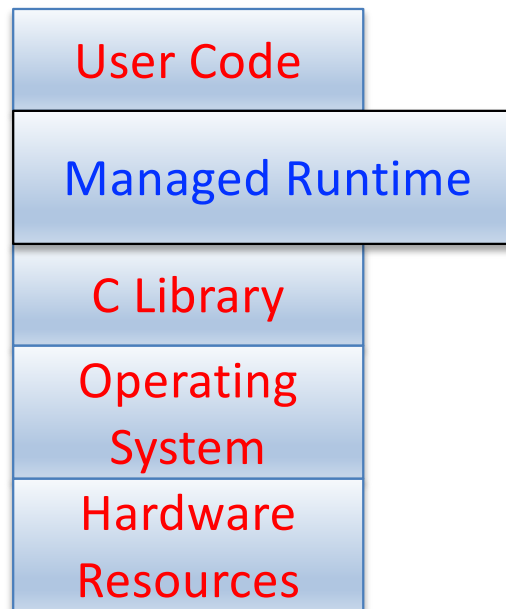 User Code
Managed Runtime
C Library
Operating
System
Hardware
Resources